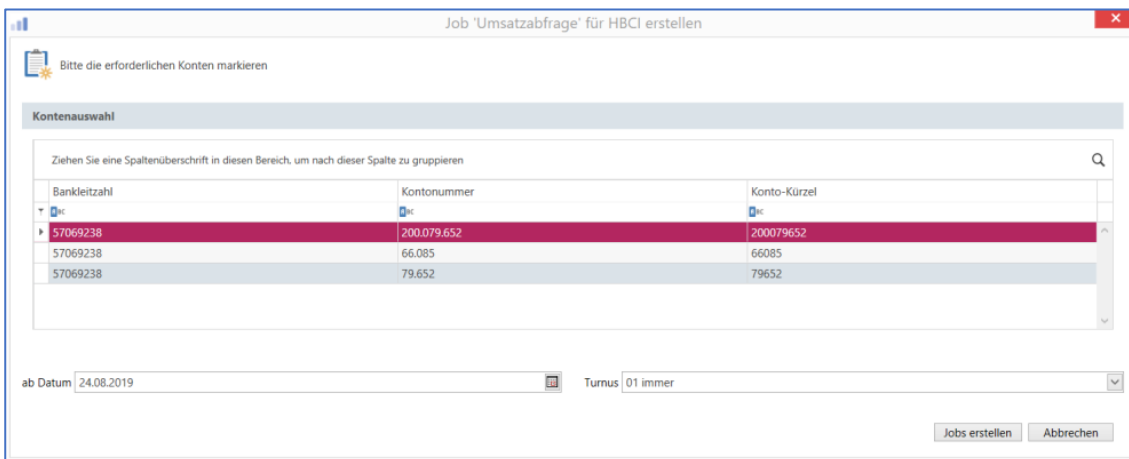 Job 'Umsatzabfrage' für HBCI erstellen
Bitte die erforderlichen Konten markieren
Kontenauswahl
Ziehen Sie eine Spaltenüberschrift in diesen Bereich, um nach dieser Spalte zu gruppieren
Bankleitzahl Kontonummer Konto-Kürzel
57069238 200.079.652 200079652
57069238 66.085 66085
57069238 79.652 79652
ab Datum 24.08.2019 Turnus 01 immer
Jobs erstellen Abbrechen